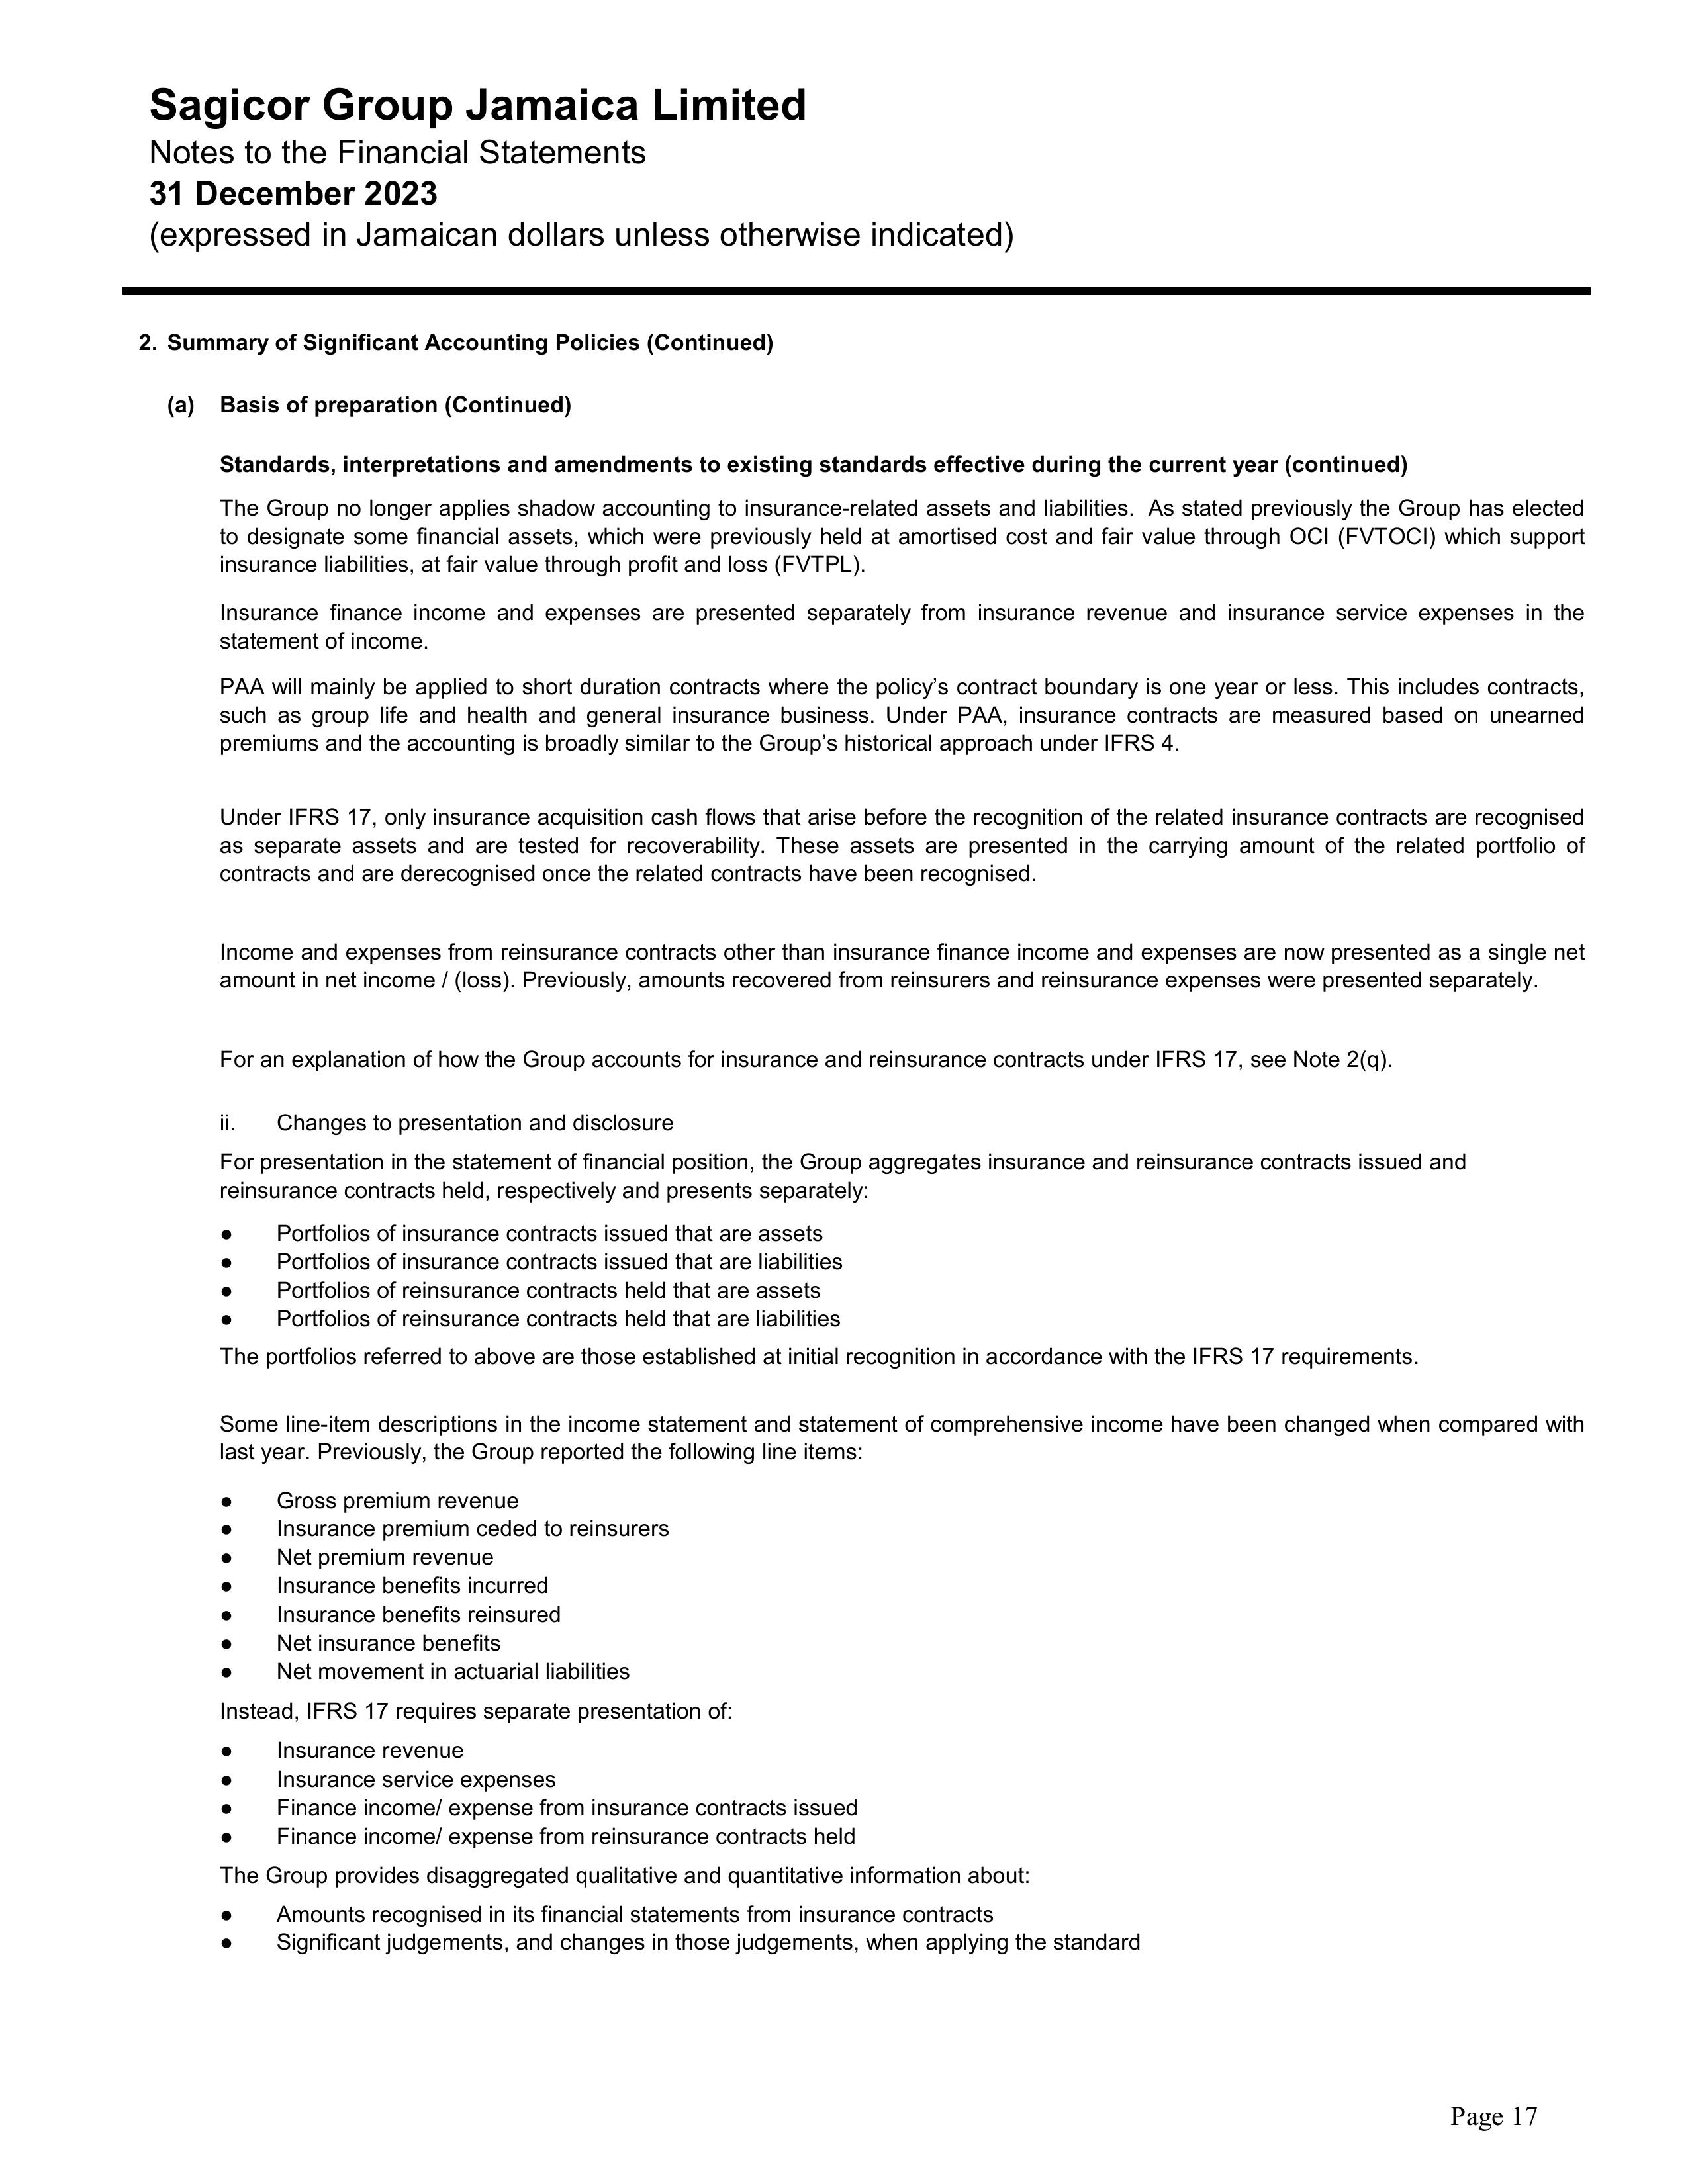 Sagicor Group Jamaica Limited
Notes to the Financial Statements
31 December 2023
(expressed in Jamaican dollars unless otherwise indicated)
2. Summary of Significant Accounting Policies (Continued)
(a) Basis of preparation (Continued)
Standards, interpretations and amendments to existing standards effective during the current year (continued)
The Group no longer applies shadow accounting to insurance-related assets and liabilities. As stated previously the Group has elected
to designate some financial assets, which were previously held at amortised cost and fair value through OCI (FVTOCI) which support
insurance liabilities, at fair value through profit and loss (FVTPL).
Insurance finance income and expenses are presented separately from insurance revenue and insurance service expenses in the
statement of income.
PAA will mainly be applied to short duration contracts where the policy’s contract boundary is one year or less. This includes contracts,
such as group life and health and general insurance business. Under PAA, insurance contracts are measured based on unearned
premiums and the accounting is broadly similar to the Group’s historical approach under IFRS 4.
Under IFRS 17, only insurance acquisition cash flows that arise before the recognition of the related insurance contracts are recognised
as separate assets and are tested for recoverability. These assets are presented in the carrying amount of the related portfolio of
contracts and are derecognised once the related contracts have been recognised.
Income and expenses from reinsurance contracts other than insurance finance income and expenses are now presented as a single net
amount in net income / (loss). Previously, amounts recovered from reinsurers and reinsurance expenses were presented separately.
For an explanation of how the Group accounts for insurance and reinsurance contracts under IFRS 17, see Note 2(q).
ii. Changes to presentation and disclosure
For presentation in the statement of financial position, the Group aggregates insurance and reinsurance contracts issued and
reinsurance contracts held, respectively and presents separately:
● Portfolios of insurance contracts issued that are assets
● Portfolios of insurance contracts issued that are liabilities
● Portfolios of reinsurance contracts held that are assets
● Portfolios of reinsurance contracts held that are liabilities
The portfolios referred to above are those established at initial recognition in accordance with the IFRS 17 requirements.
Some line-item descriptions in the income statement and statement of comprehensive income have been changed when compared with
last year. Previously, the Group reported the following line items:
● Gross premium revenue
● Insurance premium ceded to reinsurers
● Net premium revenue
● Insurance benefits incurred
● Insurance benefits reinsured
● Net insurance benefits
● Net movement in actuarial liabilities
Instead, IFRS 17 requires separate presentation of:
● Insurance revenue
● Insurance service expenses
● Finance income/ expense from insurance contracts issued
● Finance income/ expense from reinsurance contracts held
The Group provides disaggregated qualitative and quantitative information about:
● Amounts recognised in its financial statements from insurance contracts
● Significant judgements, and changes in those judgements, when applying the standard
Page 17